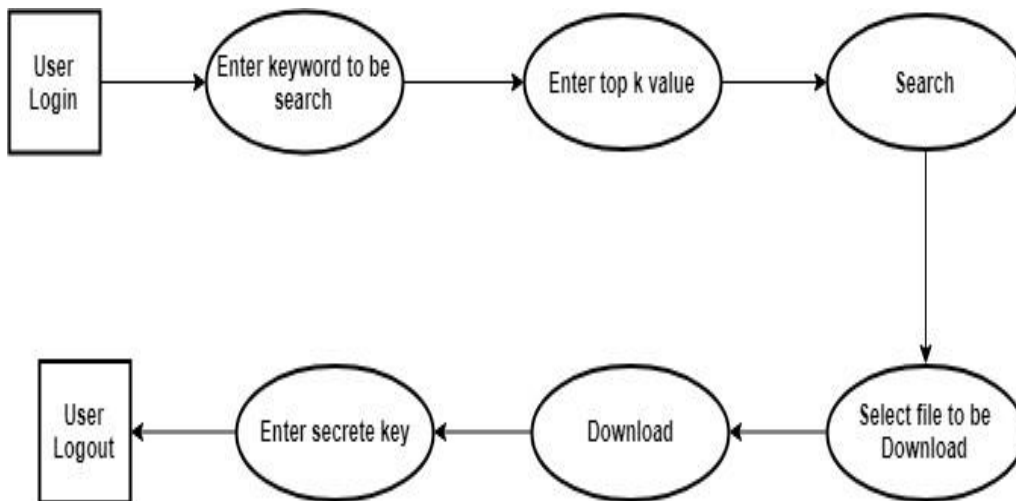 User
Login
Enter keyword to be
search
Enter top k value
Search
Select file to be
Download
Download
Enter secrete key
User
Logout